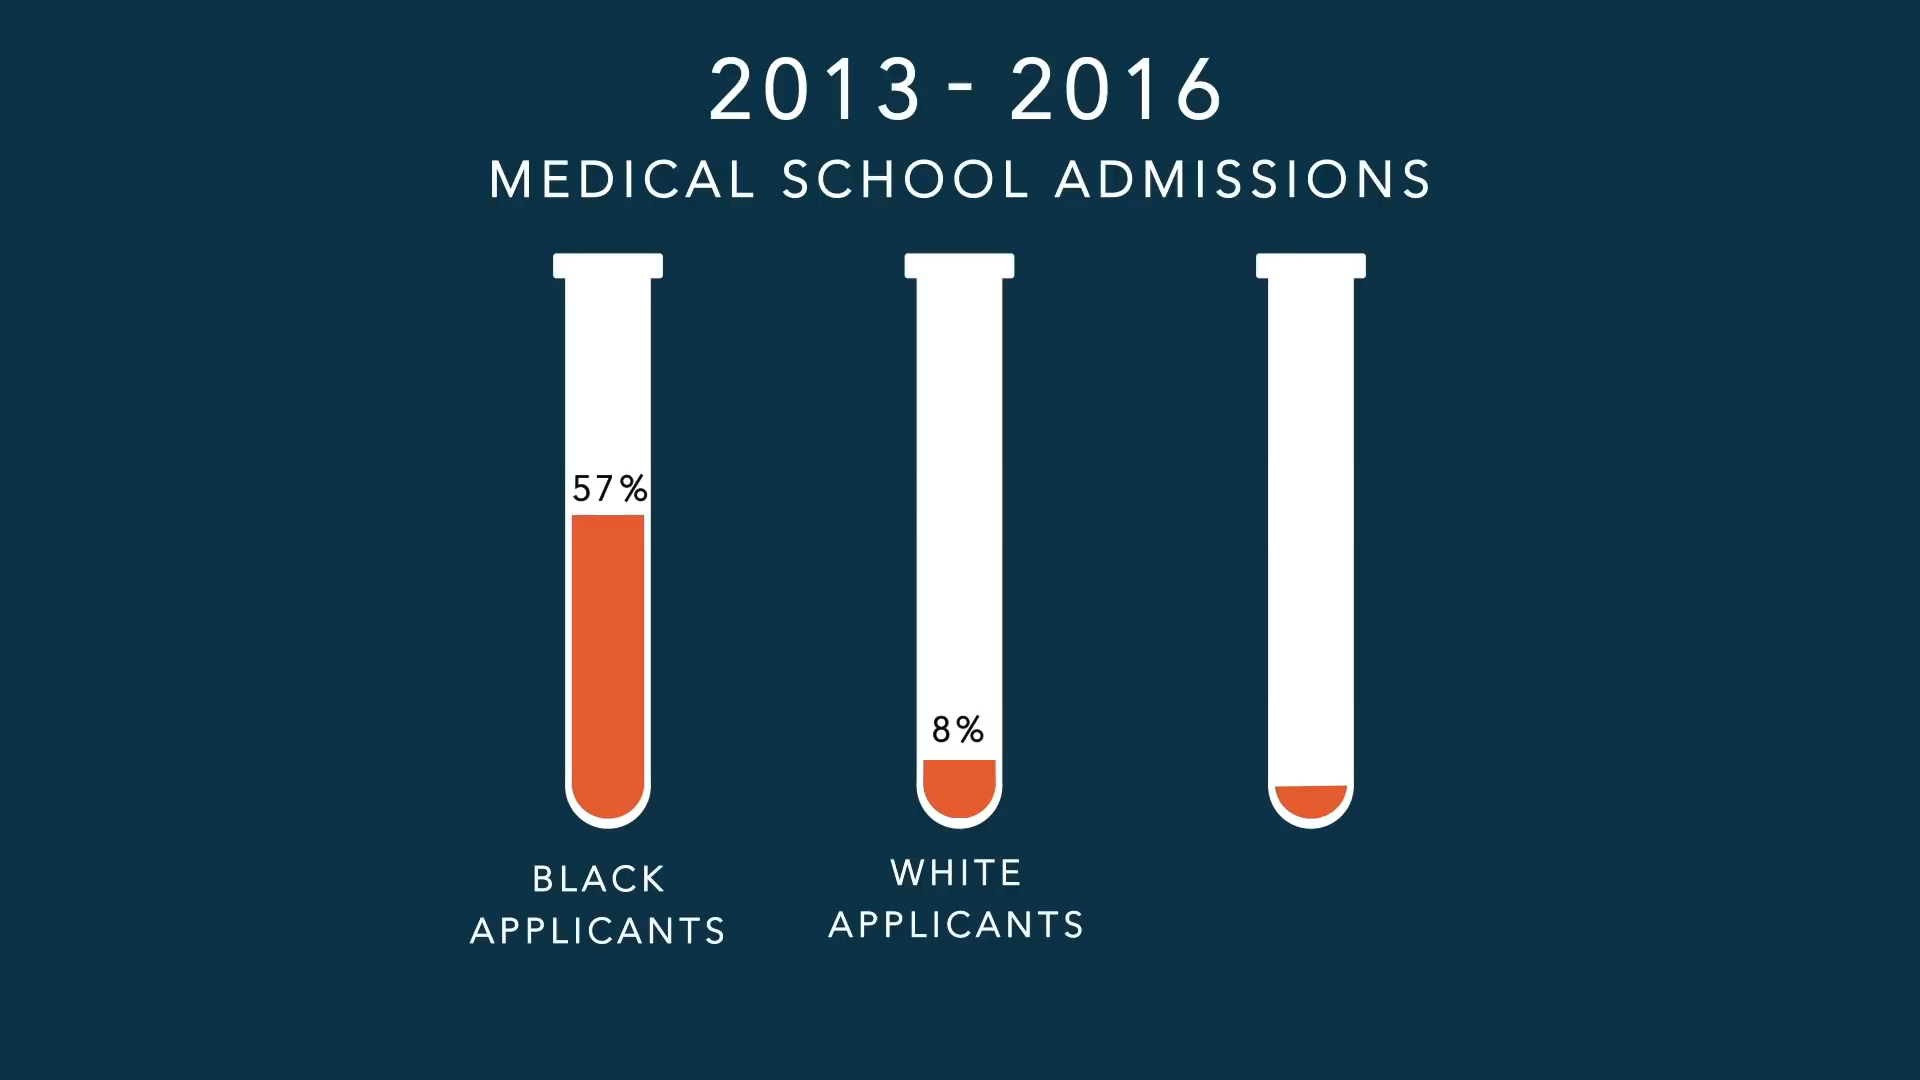 2013 - 2016
MEDICAL SCHOOL ADMISSIONS
57%
8%
BLACK
APPLICANTS
WHITE
APPLICANTS